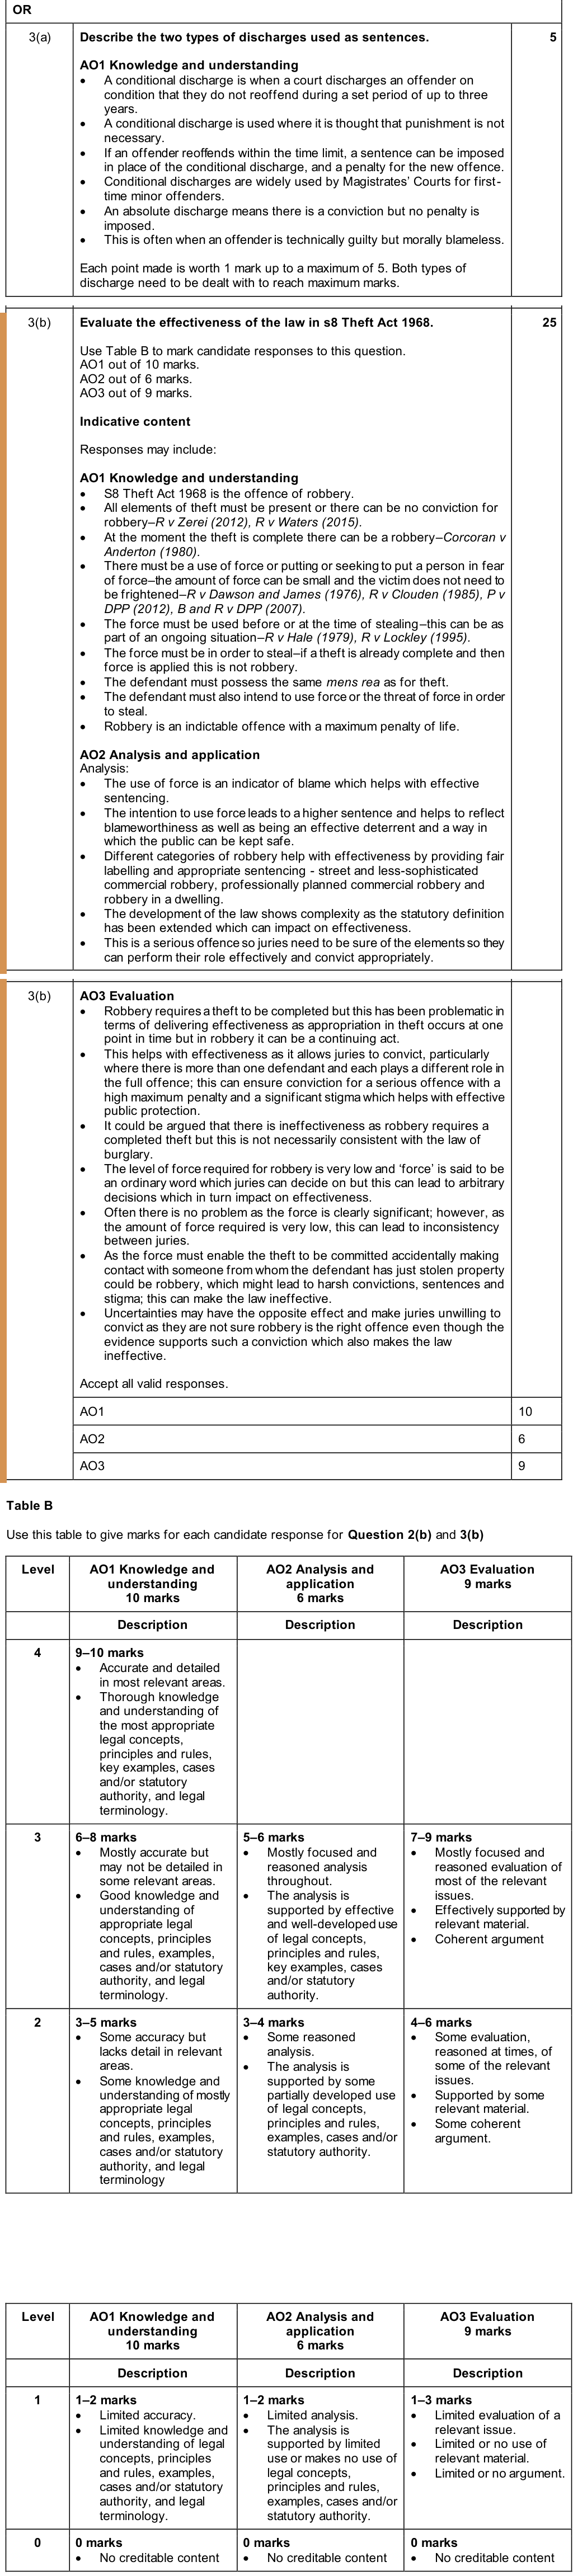 OR
3(a) Describe the two types of discharges used as sentences. 5
AO1 Knowledge and understanding
• A conditional discharge is when a court discharges an offender on
condition that they do not reoffend during a set period of up to three
years.
• A conditional discharge is used where it is thought that punishment is not
necessary.
• If an offender reoffends within the time limit, a sentence can be imposed
in place of the conditional discharge, and a penalty for the new offence.
• Conditional discharges are widely used by Magistrates' Courts for first-
time minor offenders.
• An absolute discharge means there is a conviction but no penalty is
imposed.
• This is often when an offender is technically guilty but morally blameless.
Each point made is worth 1 mark up to a maximum of 5. Both types of
discharge need to be dealt with to reach maximum marks.
3(b) Evaluate the effectiveness of the law in s8 Theft Act 1968. 25
Use Table B to mark candidate responses to this question.
AO1 out of 10 marks.
AO2 out of 6 marks.
AO3 out of 9 marks.
Indicative content
Responses may include:
AO1 Knowledge and understanding
• S8 Theft Act 1968 is the offence of robbery.
• All elements of theft must be present or there can be no conviction for
robbery–R v Zerei (2012), R v Waters (2015).
• At the moment the theft is complete there can be a robbery–Corcoran v
Anderton (1980).
• There must be a use of force or putting or seeking to put a person in fear
of force–the amount of force can be small and the victim does not need to
be frightened–R v Dawson and James (1976), R v Clouden (1985), P v
DPP (2012), B and R v DPP (2007).
• The force must be used before or at the time of stealing–this can be as
part of an ongoing situation–R v Hale (1979), R v Lockley (1995).
• The force must be in order to steal–if a theft is already complete and then
force is applied this is not robbery.
• The defendant must possess the same mens rea as for theft.
• The defendant must also intend to use force or the threat of force in order
to steal.
• Robbery is an indictable offence with a maximum penalty of life.
AO2 Analysis and application
Analysis:
• The use of force is an indicator of blame which helps with effective
sentencing.
• The intention to use force leads to a higher sentence and helps to reflect
blameworthiness as well as being an effective deterrent and a way in
which the public can be kept safe.
• Different categories of robbery help with effectiveness by providing fair
labelling and appropriate sentencing - street and less-sophisticated
commercial robbery, professionally planned commercial robbery and
robbery in a dwelling.
• The development of the law shows complexity as the statutory definition
has been extended which can impact on effectiveness.
• This is a serious offence so juries need to be sure of the elements so they
can perform their role effectively and convict appropriately.
3(b) AO3 Evaluation
• Robbery requires a theft to be completed but this has been problematic in
terms of delivering effectiveness as appropriation in theft occurs at one
point in time but in robbery it can be a continuing act.
• This helps with effectiveness as it allows juries to convict, particularly
where there is more than one defendant and each plays a different role in
the full offence; this can ensure conviction for a serious offence with a
high maximum penalty and a significant stigma which helps with effective
public protection.
• It could be argued that there is ineffectiveness as robbery requires a
completed theft but this is not necessarily consistent with the law of
burglary.
• The level of force required for robbery is very low and 'force' is said to be
an ordinary word which juries can decide on but this can lead to arbitrary
decisions which in turn impact on effectiveness.
• Often there is no problem as the force is clearly significant; however, as
the amount of force required is very low, this can lead to inconsistency
between juries.
• As the force must enable the theft to be committed accidentally making
contact with someone from whom the defendant has just stolen property
could be robbery, which might lead to harsh convictions, sentences and
stigma; this can make the law ineffective.
• Uncertainties may have the opposite effect and make juries unwilling to
convict as they are not sure robbery is the right offence even though the
evidence supports such a conviction which also makes the law
ineffective.
Accept all valid responses.
AO1 10
AO2 6
AO3 9
Table B
Use this table to give marks for each candidate response for Question 2(b) and 3(b)
Level
AO1 Knowledge and
understanding
10 marks
AO2 Analysis and
application
6 marks
AO3 Evaluation
9 marks
Description
Description
Description
4
9–10 marks
• Accurate and detailed
in most relevant areas.
• Thorough knowledge
and understanding of
the most appropriate
legal concepts,
principles and rules,
key examples, cases
and/or statutory
authority, and legal
terminology.
3
6–8 marks
• Mostly accurate but
may not be detailed in
some relevant areas.
• Good knowledge and
understanding of
appropriate legal
concepts, principles
and rules, examples,
cases and/or statutory
authority, and legal
terminology.
5–6 marks
• Mostly focused and
reasoned analysis
throughout.
• The analysis is
supported by effective
and well-developed use
of legal concepts,
principles and rules,
key examples, cases
and/or statutory
authority.
7–9 marks
• Mostly focused and
reasoned evaluation of
most of the relevant
issues.
• Effectively supported by
relevant material.
• Coherent argument
2
3–5 marks
• Some accuracy but
lacks detail in relevant
areas.
• Some knowledge and
understanding of mostly
appropriate legal
concepts, principles
and rules, examples,
cases and/or statutory
authority, and legal
terminology
3–4 marks
• Some reasoned
analysis.
• The analysis is
supported by some
partially developed use
of legal concepts,
principles and rules,
examples, cases and/or
statutory authority.
4–6 marks
• Some evaluation,
reasoned at times, of
some of the relevant
issues.
• Supported by some
relevant material.
• Some coherent
argument.
Level
AO1 Knowledge and
understanding
10 marks
AO2 Analysis and
application
6 marks
AO3 Evaluation
9 marks
Description
Description
Description
1
1–2 marks
• Limited accuracy.
• Limited knowledge and
understanding of legal
concepts, principles
and rules, examples,
cases and/or statutory
authority, and legal
terminology.
1–2 marks
• Limited analysis.
• The analysis is
supported by limited
use or makes no use of
legal concepts,
principles and rules,
examples, cases and/or
statutory authority.
1–3 marks
• Limited evaluation of a
relevant issue.
• Limited or no use of
relevant material.
• Limited or no argument.
0
0 marks
• No creditable content
0 marks
• No creditable content
0 marks
• No creditable content